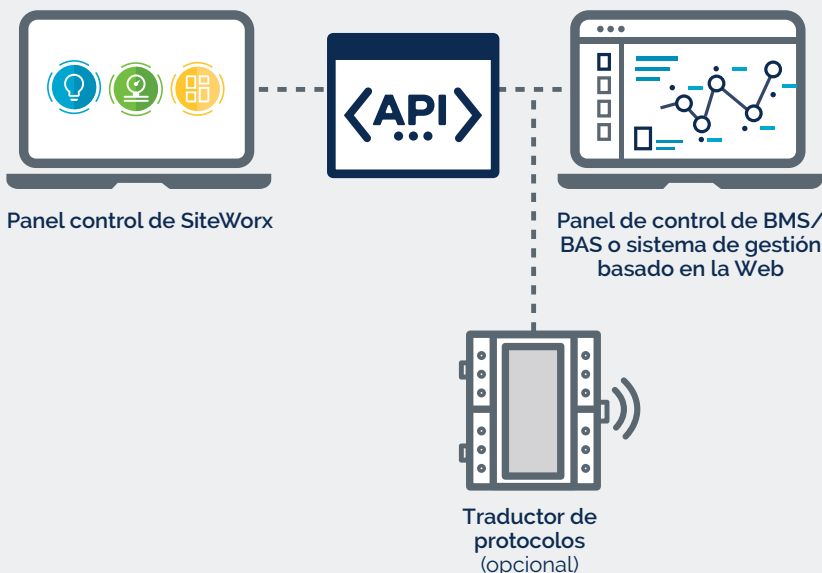 <API>
Panel control de SiteWorx
Panel de control de BMS/
BAS o sistema de gestión
basado en la Web
Traductor de
protocolos
(opcional)